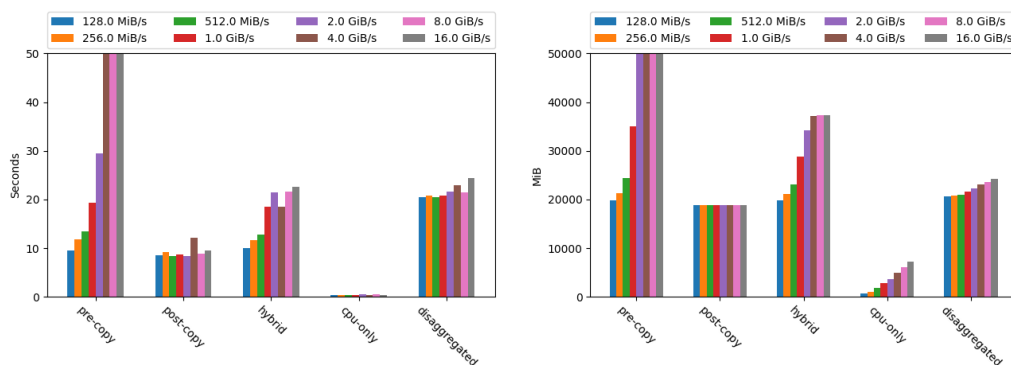 128.0 MiB/s 512.0 MiB/s 2.0 GiB/s 8.0 GiB/s
256.0 MiB/s 1.0 GiB/s 4.0 GiB/s 16.0 GiB/s
50
40
30
20
10
0
Seconds
pre-copy
post-copy
hybrid
cpu-only
disaggregated
128.0 MiB/s 512.0 MiB/s 2.0 GiB/s 8.0 GiB/s
256.0 MiB/s 1.0 GiB/s 4.0 GiB/s 16.0 GiB/s
50000
40000
30000
20000
10000
0
MiB
pre-copy
post-copy
hybrid
cpu-only
disaggregated